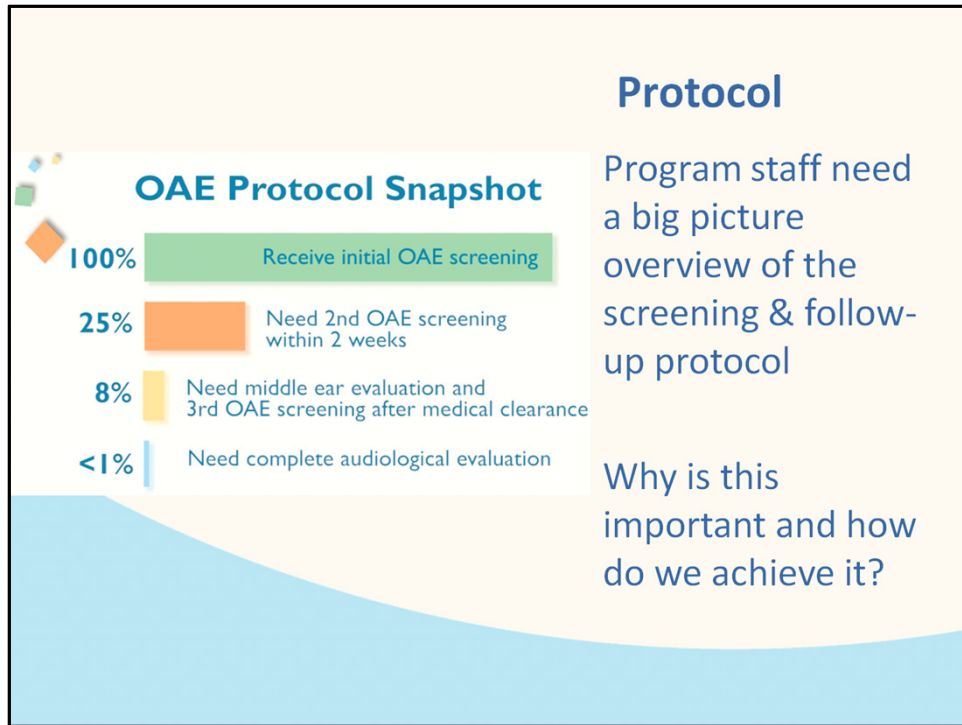 Protocol
OAE Protocol Snapshot
100%
Receive initial OAE screening
25%
Need 2nd OAE screening
within 2 weeks
8%
Need middle ear evaluation and
3rd OAE screening after medical clearance
<1%
Need complete audiological evaluation
Program staff need
a big picture
overview of the
screening & follow-
up protocol
Why is this
important and how
do we achieve it?